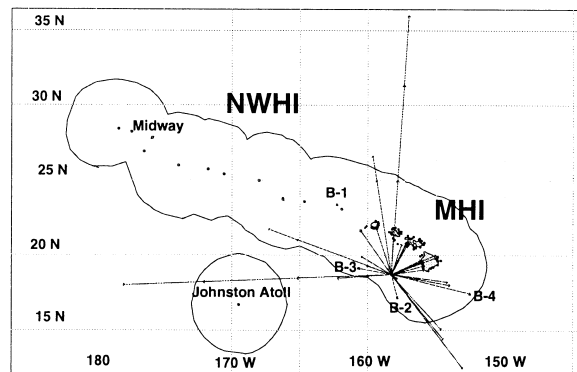 35 N
30 N
NWHI
Midway
25 N
B-1
MHI
20 N
B-3
Johnston Atoll
B-4
B-2
15 N
180
170 W
160 W
150 W